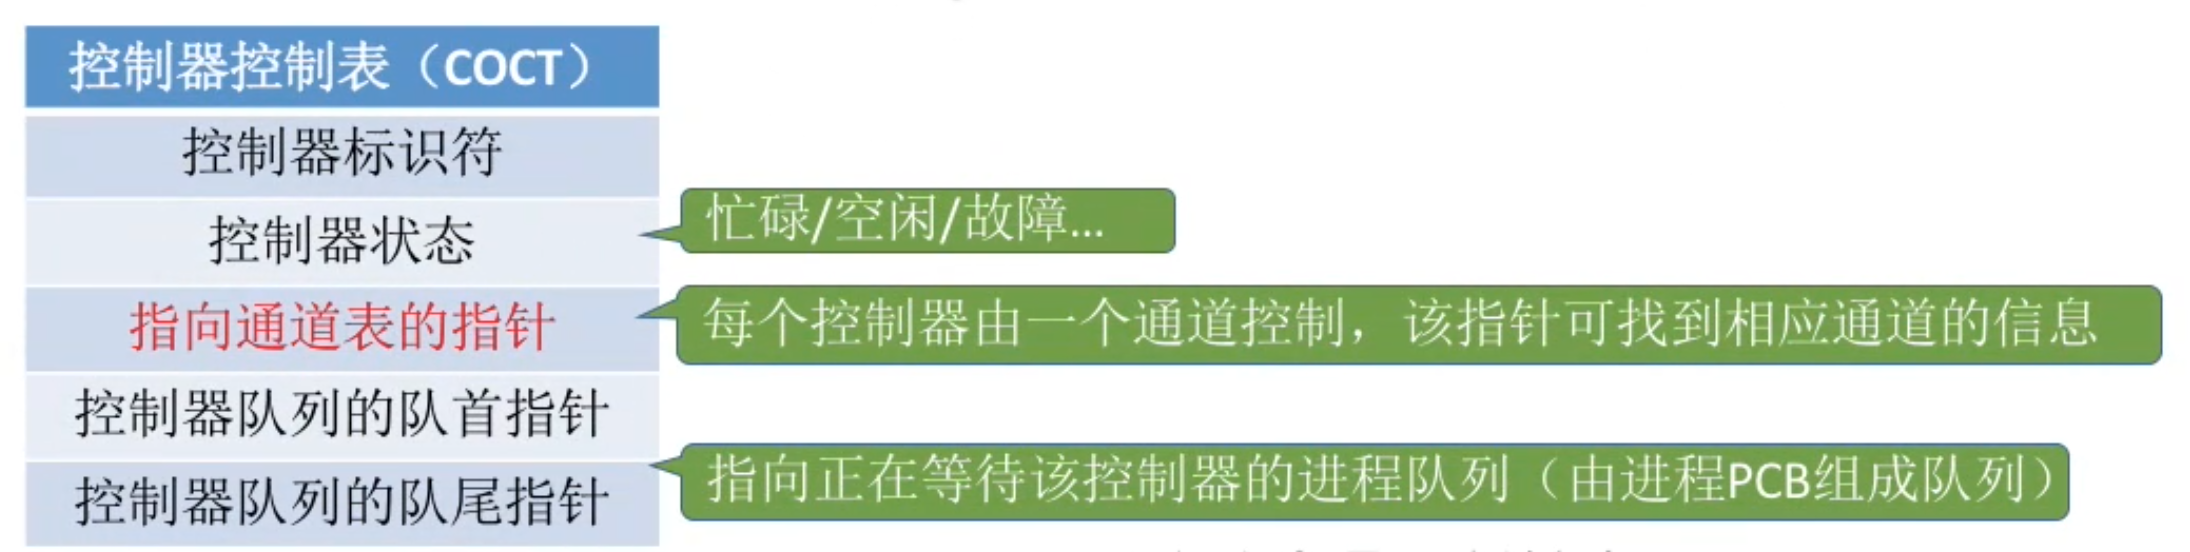 控制器控制表（COCT）
控制器标识符
控制器状态
忙碌/空闲/故障...
指向通道表的指针
每个控制器由一个通道控制，该指针可找到相应通道的信息
控制器队列的队首指针
控制器队列的队尾指针
指向正在等待该控制器的进程队列（由进程PCB组成队列）